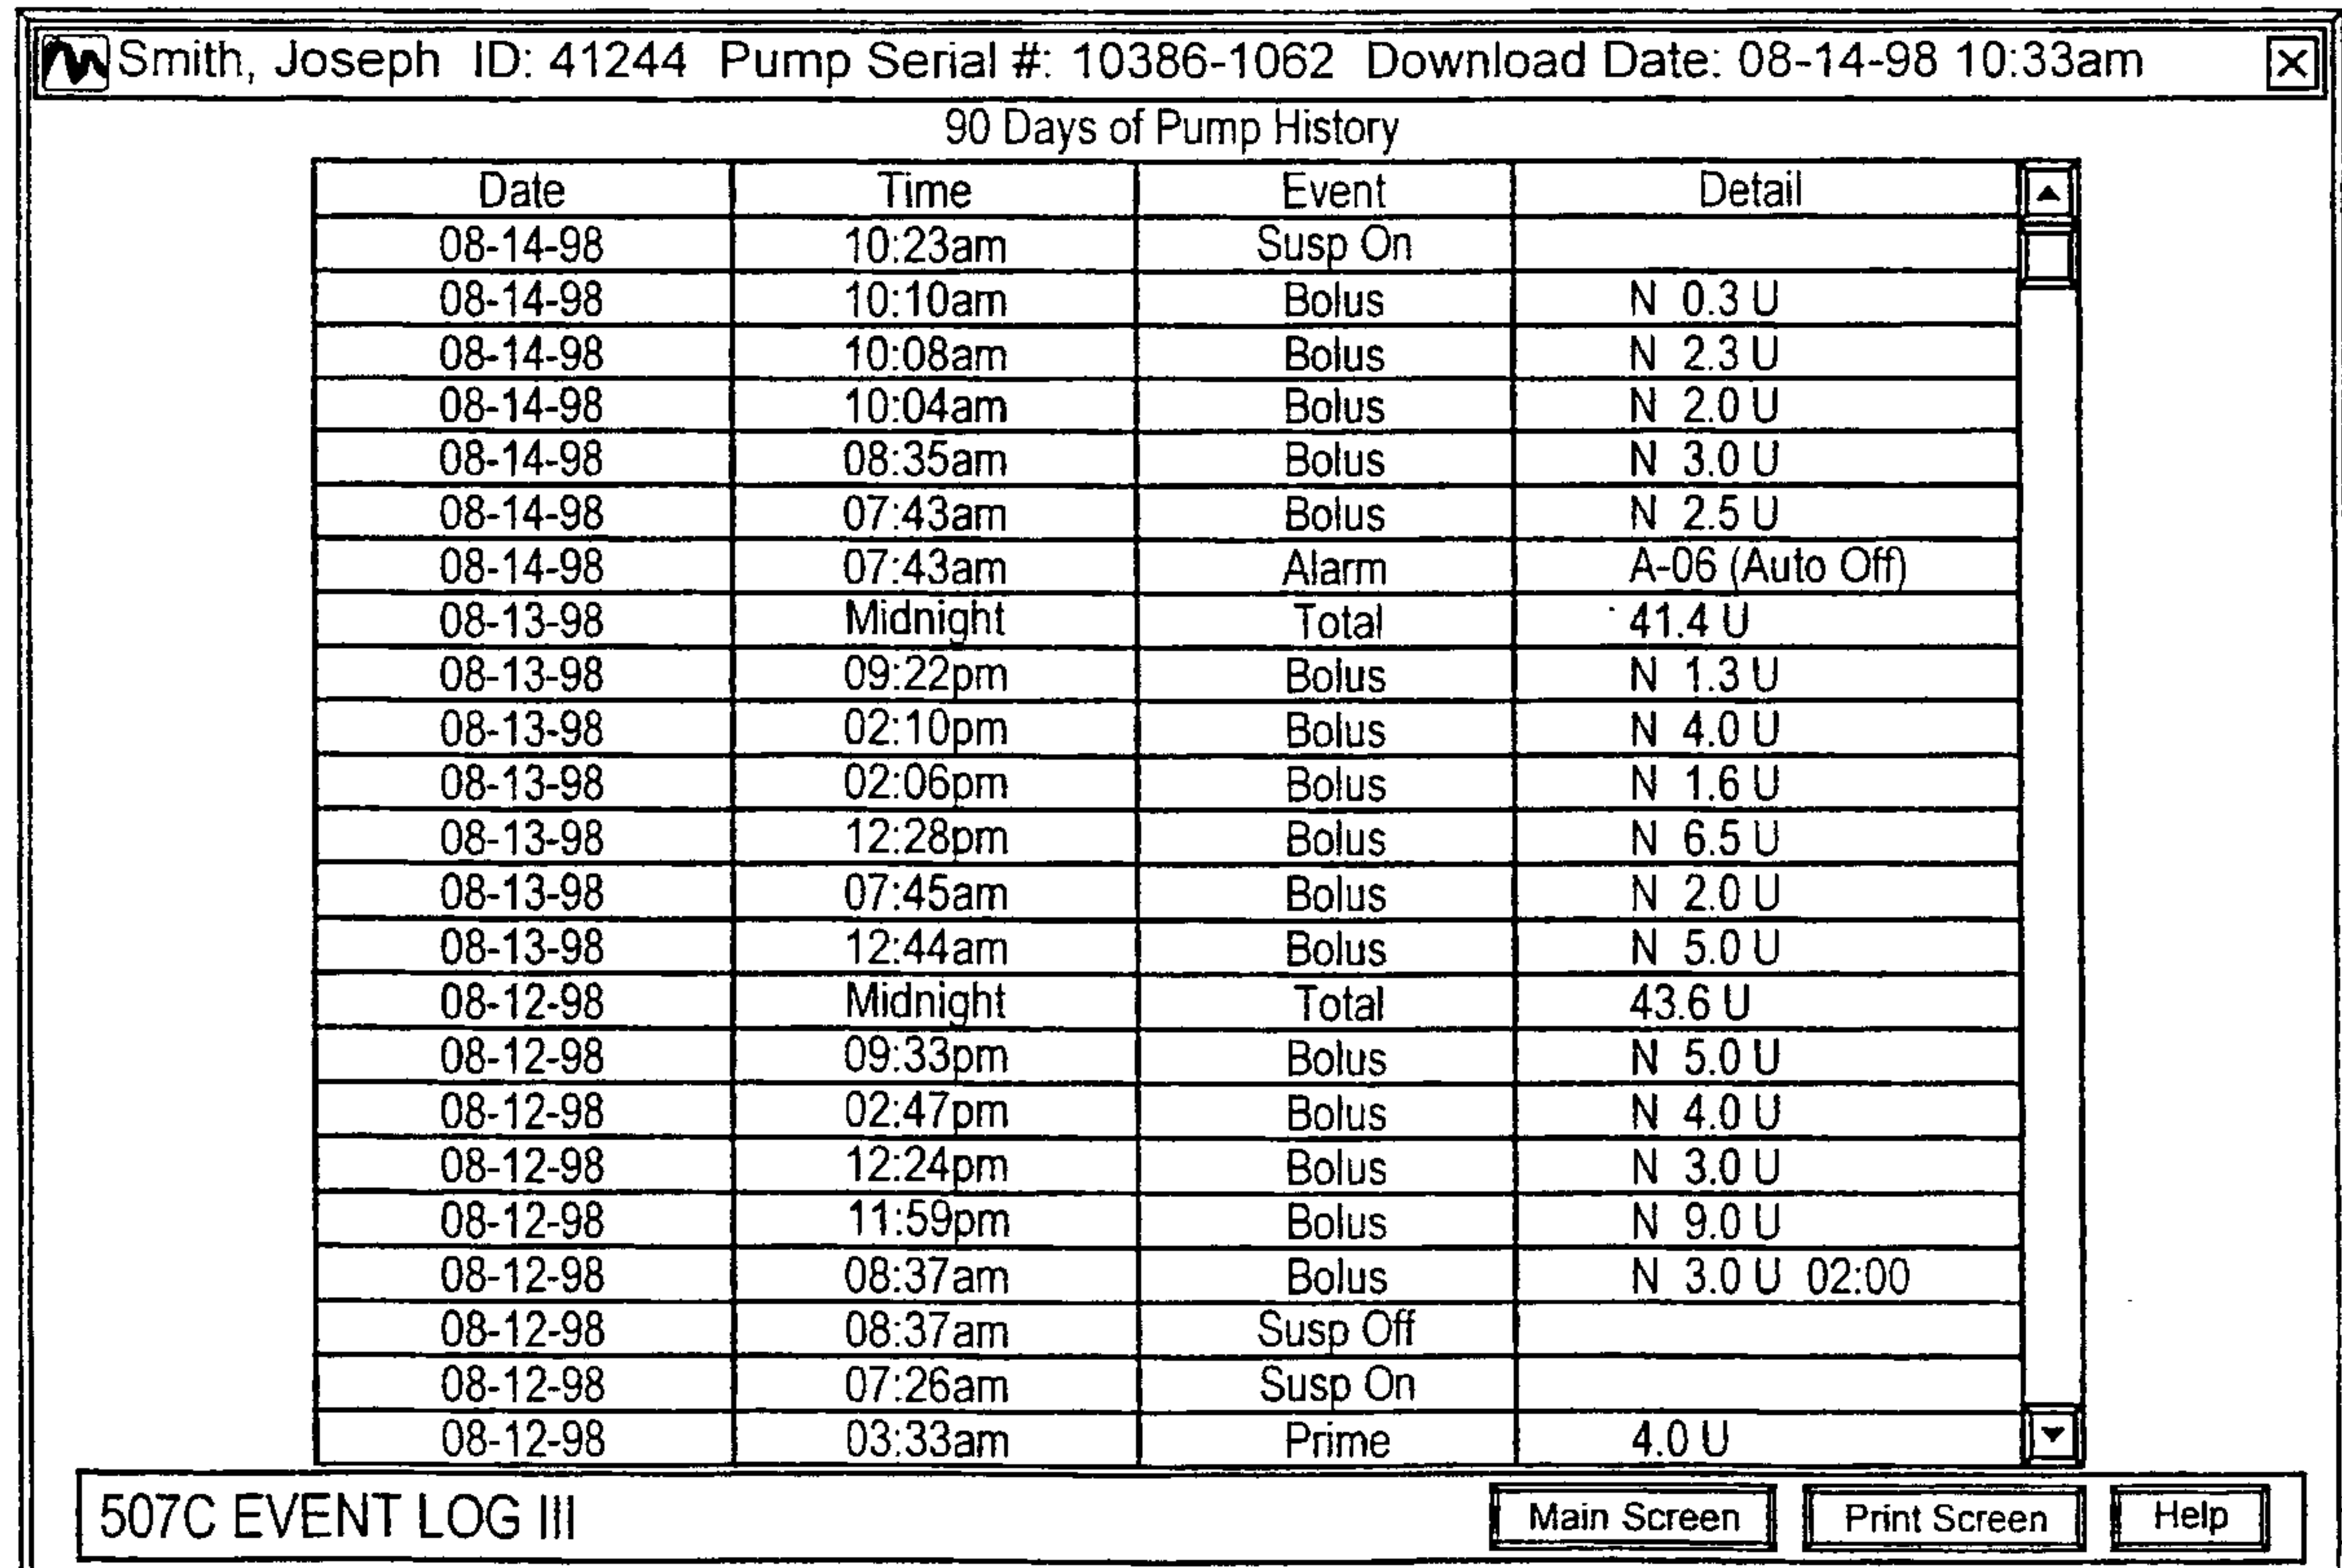 Smith, Joseph ID: 41244 Pump Serial #: 10386-1062 Download Date: 08-14-98 10:33am
90 Days of Pump History
Date Time Event Detail
08-14-98 10:23am Susp On
08-14-98 10:10am Bolus N 0.3 U
08-14-98 10:08am Bolus N 2.3 U
08-14-98 10:04am Bolus N 2.0 U
08-14-98 08:35am Bolus N 3.0 U
08-14-98 07:43am Bolus N 2.5 U
08-14-98 07:43am Alarm A-06 (Auto Off)
08-13-98 Midnight Total 41.4 U
08-13-98 09:22pm Bolus N 1.3 U
08-13-98 02:10pm Bolus N 4.0 U
08-13-98 02:06pm Bolus N 1.6 U
08-13-98 12:28pm Bolus N 6.5 U
08-13-98 07:45am Bolus N 2.0 U
08-13-98 12:44am Bolus N 5.0 U
08-12-98 Midnight Total 43.6 U
08-12-98 09:33pm Bolus N 5.0 U
08-12-98 02:47pm Bolus N 4.0 U
08-12-98 12:24pm Bolus N 3.0 U
08-12-98 11:59pm Bolus N 9.0 U
08-12-98 08:37am Bolus N 3.0 U 02:00
08-12-98 08:37am Susp Off
08-12-98 07:26am Susp On
08-12-98 03:33am Prime 4.0 U
507C EVENT LOG III Main Screen Print Screen Help